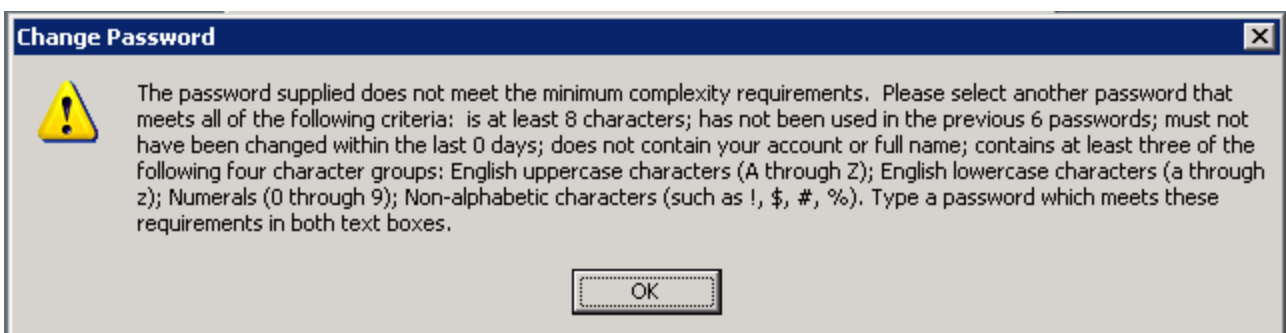 Change Password
The password supplied does not meet the minimum complexity requirements.  Please select another password that
meets all of the following criteria:  is at least 8 characters; has not been used in the previous 6 passwords; must not
have been changed within the last 0 days; does not contain your account or full name; contains at least three of the
following four character groups: English uppercase characters (A through Z); English lowercase characters (a through
z); Numerals (0 through 9); Non-alphabetic characters (such as !, $, #, %). Type a password which meets these
requirements in both text boxes.
OK